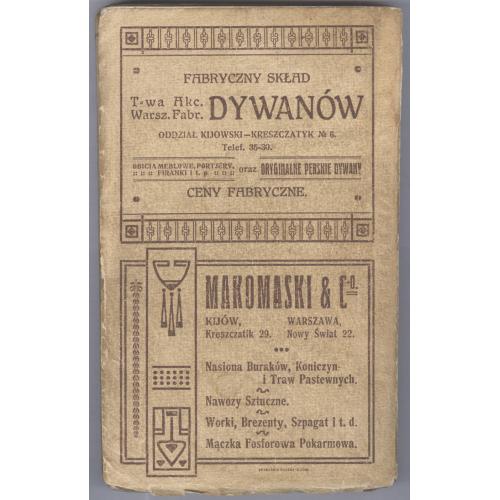 FABRYCZNY SKŁAD
T-wa Akc.
Warsz. Fabr. DYWANÓW
ODDZIAŁ KIJOWSKI—KRESZCZATYK № 6.
Telef. 35-30.
OBICIA MEBLOWE, PORTJERY,
FIRANKI i t. p. oraz ORYGINALNE PERSKIE DYWANY
CENY FABRYCZNE.
MAKOMASKI & C-o.
KIJÓW, WARSZAWA,
Kreszczatik 29. Nowy Świat 22.
Nasiona Buraków, Koniczyn
i Traw Pastewnych.
Nawozy Sztuczne.
Worki, Brezenty, Szpagat i t. d.
Mączka Fosforowa Pokarmowa.